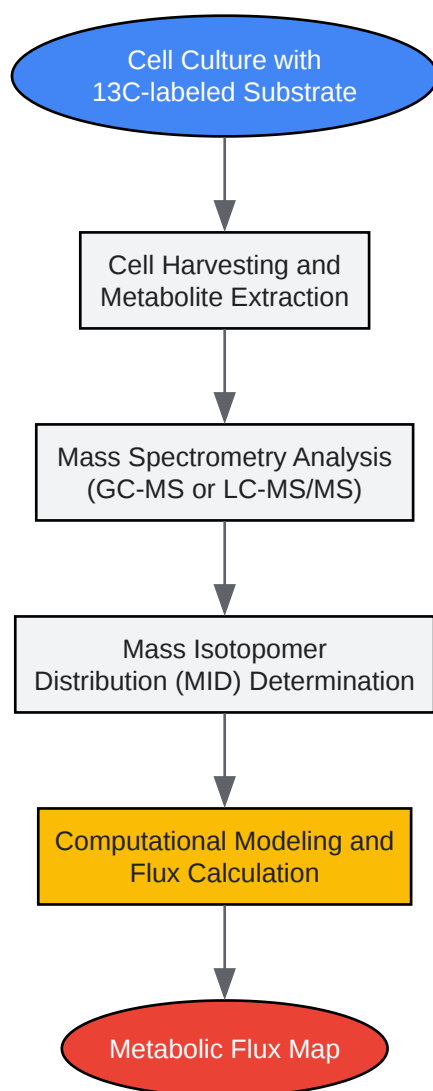 Cell Culture with
13C-labeled Substrate
Cell Harvesting and
Metabolite Extraction
Mass Spectrometry Analysis
(GC-MS or LC-MS/MS)
Mass Isotopomer
Distribution (MID) Determination
Computational Modeling and
Flux Calculation
Metabolic Flux Map